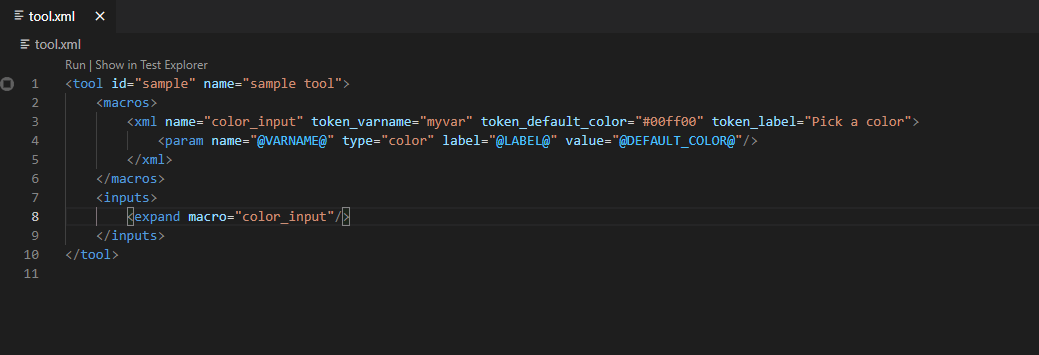 tool.xml
tool.xml
Run | Show in Test Explorer
1 <tool id="sample" name="sample tool">
2 <macros>
3 <xml name="color_input" token_varname="myvar" token_default_color="#00ff00" token_label="Pick a color">
4 <param name="@VARNAME@" type="color" label="@LABEL@" value="@DEFAULT_COLOR@"/>
5 </xml>
6 </macros>
7 <inputs>
8 <expand macro="color_input"/>
9 </inputs>
10 </tool>
11